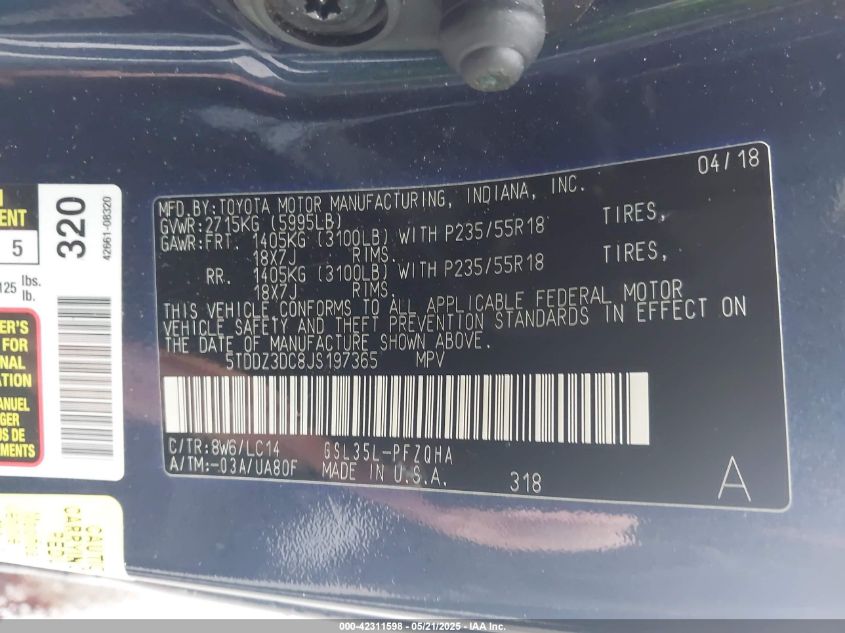 04/18
MFD.BY:TOYOTA MOTOR MANUFACTURING, INDIANA, INC.
GVWR:2715KG (5995LB)
GAWR:FRT. 1405KG (3100LB) WITH P235/55R18 TIRES,
18X7J RIMS.
RR. 1405KG (3100LB) WITH P235/55R18 TIRES,
18X7J RIMS.
THIS VEHICLE CONFORMS TO ALL APPLICABLE FEDERAL MOTOR
VEHICLE SAFETY AND THEFT PREVENTION STANDARDS IN EFFECT ON
THE DATE OF MANUFACTURE SHOWN ABOVE.
5TDDZ3DC8JS197365 MPV
C/TR:8W6/LC14 GSL35L-PFZQHA
A/TM:-03A/UA80F MADE IN U.S.A. 318 A
320
42661-08320
5
125 lbs.
lb.
000-42311598 - 05/21/2025 - IAA Inc.